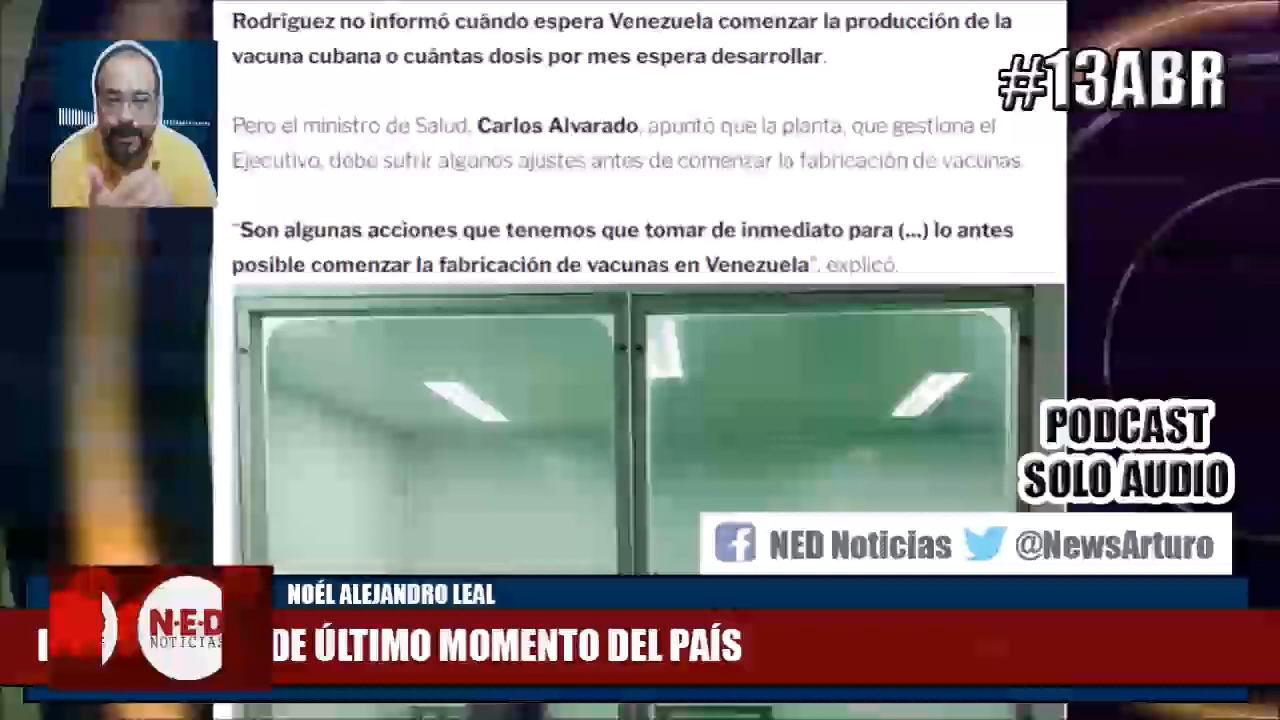 Rodríguez no informó cuándo espera Venezuela comenzar la producción de la
vacuna cubana o cuántas dosis por mes espera desarrollar.
Pero el ministro de Salud, Carlos Alvarado, apuntó que la planta, que gestiona el
Ejecutivo, debe sufrir algunos ajustes antes de comenzar la fabricación de vacunas.
"Son algunas acciones que tenemos que tomar de inmediato para (...) lo antes
posible comenzar la fabricación de vacunas en Venezuela", explicó.
#13ABR
PODCAST
SOLO AUDIO
NED Noticias @NewsArturo
NOÉL ALEJANDRO LEAL
DE ÚLTIMO MOMENTO DEL PAÍS
N·E·D
NOTICIAS